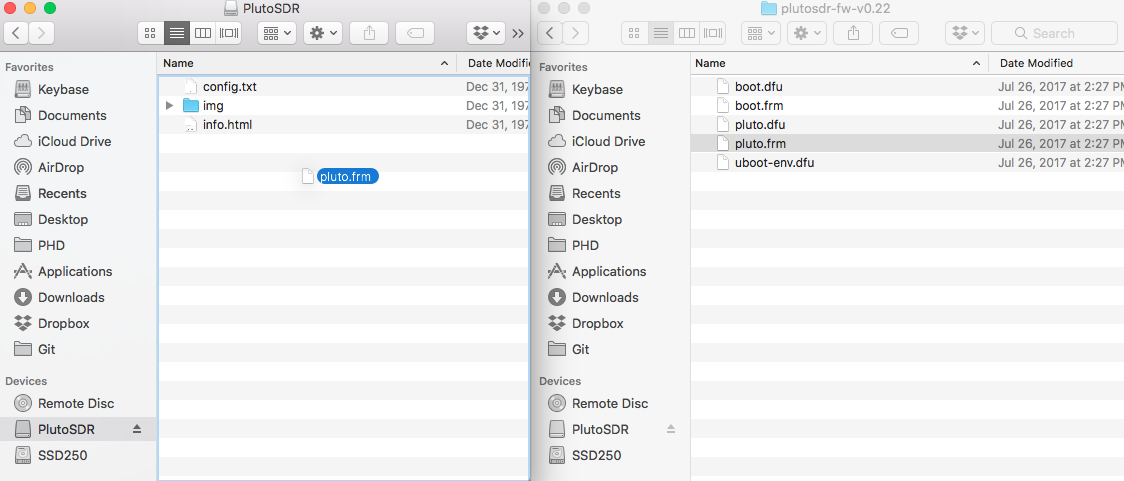 PlutoSDR
Favorites
Keybase
Documents
iCloud Drive
AirDrop
Recents
Desktop
PHD
Applications
Downloads
Dropbox
Git
Devices
Remote Disc
PlutoSDR
SSD250
Name
Date Modifie
config.txt
Dec 31, 197
img
Dec 31, 197
info.html
Dec 31, 197
pluto.frm
plutosdr-fw-v0.22
Search
Favorites
Keybase
Documents
iCloud Drive
AirDrop
Recents
Desktop
PHD
Applications
Downloads
Dropbox
Git
Devices
Remote Disc
PlutoSDR
SSD250
Name
Date Modified
boot.dfu
Jul 26, 2017 at 2:27 PM
boot.frm
Jul 26, 2017 at 2:27 PM
pluto.dfu
Jul 26, 2017 at 2:27 PM
pluto.frm
Jul 26, 2017 at 2:27 PM
uboot-env.dfu
Jul 26, 2017 at 2:27 PM